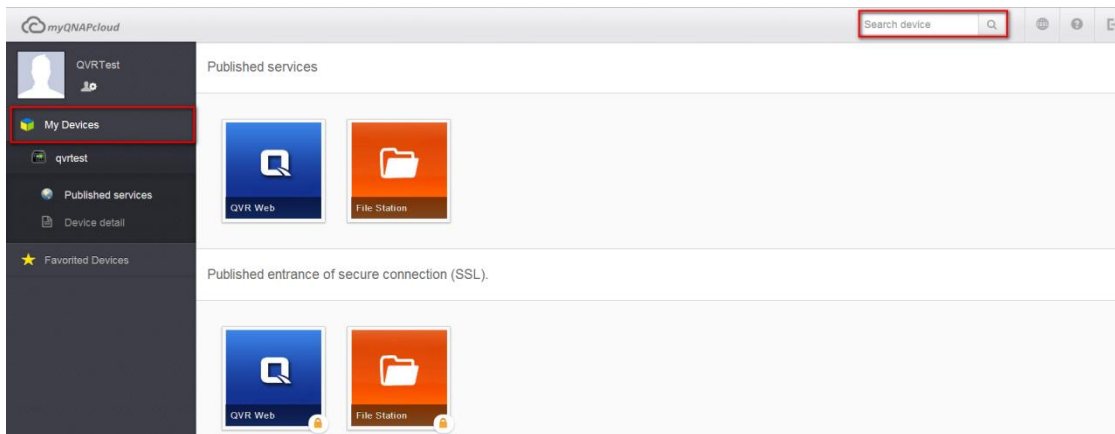 myQNAPcloud
Search device
QVRTest
My Devices
qvrtest
Published services
Device detail
Favorited Devices
Published services
QVR Web
File Station
Published entrance of secure connection (SSL).
QVR Web
File Station